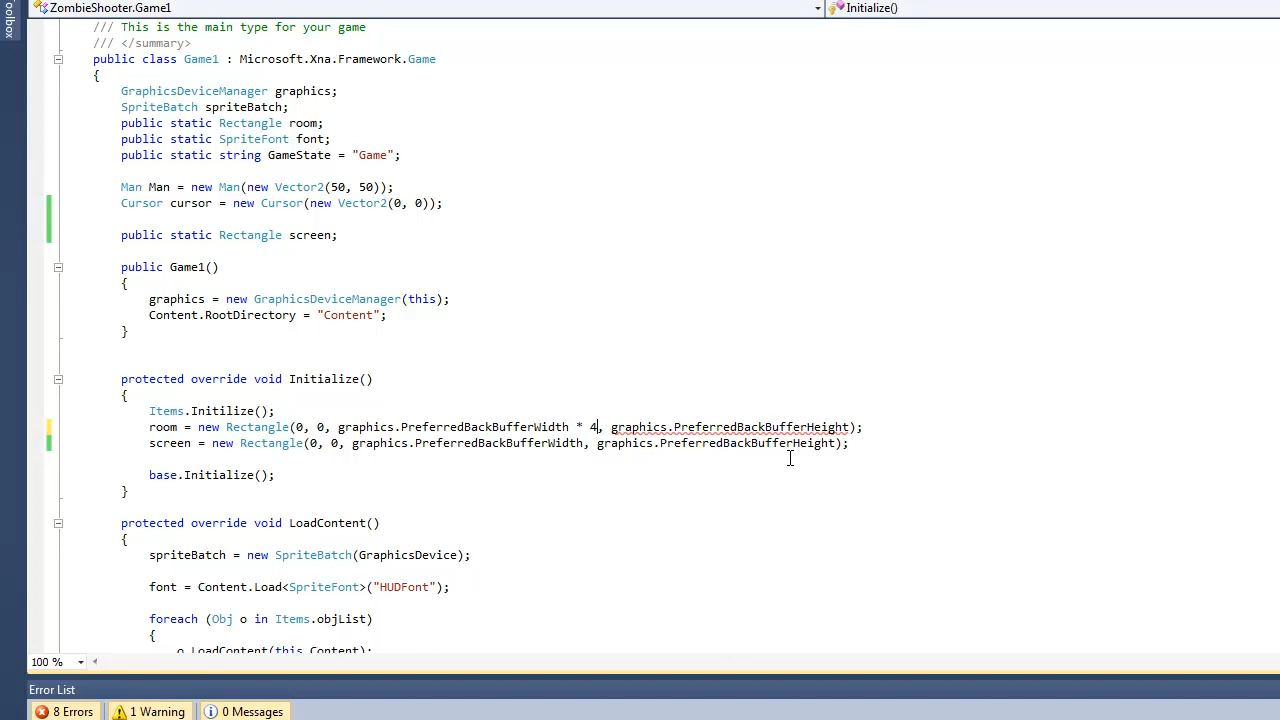 oolbox
ZombieShooter.Game1
Initialize()
/// This is the main type for your game
/// </summary>
public class Game1 : Microsoft.Xna.Framework.Game
{
GraphicsDeviceManager graphics;
SpriteBatch spriteBatch;
public static Rectangle room;
public static SpriteFont font;
public static string GameState = "Game";
Man Man = new Man(new Vector2(50, 50));
Cursor cursor = new Cursor(new Vector2(0, 0));
public static Rectangle screen;
public Game1()
{
graphics = new GraphicsDeviceManager(this);
Content.RootDirectory = "Content";
}
protected override void Initialize()
{
Items.Initilize();
room = new Rectangle(0, 0, graphics.PreferredBackBufferWidth * 4, graphics.PreferredBackBufferHeight);
screen = new Rectangle(0, 0, graphics.PreferredBackBufferWidth, graphics.PreferredBackBufferHeight);
base.Initialize();
}
protected override void LoadContent()
{
spriteBatch = new SpriteBatch(GraphicsDevice);
font = Content.Load<SpriteFont>("HUDFont");
foreach (Obj o in Items.objList)
{
o.LoadContent(this.Content);
100 %
Error List
8 Errors
1 Warning
0 Messages